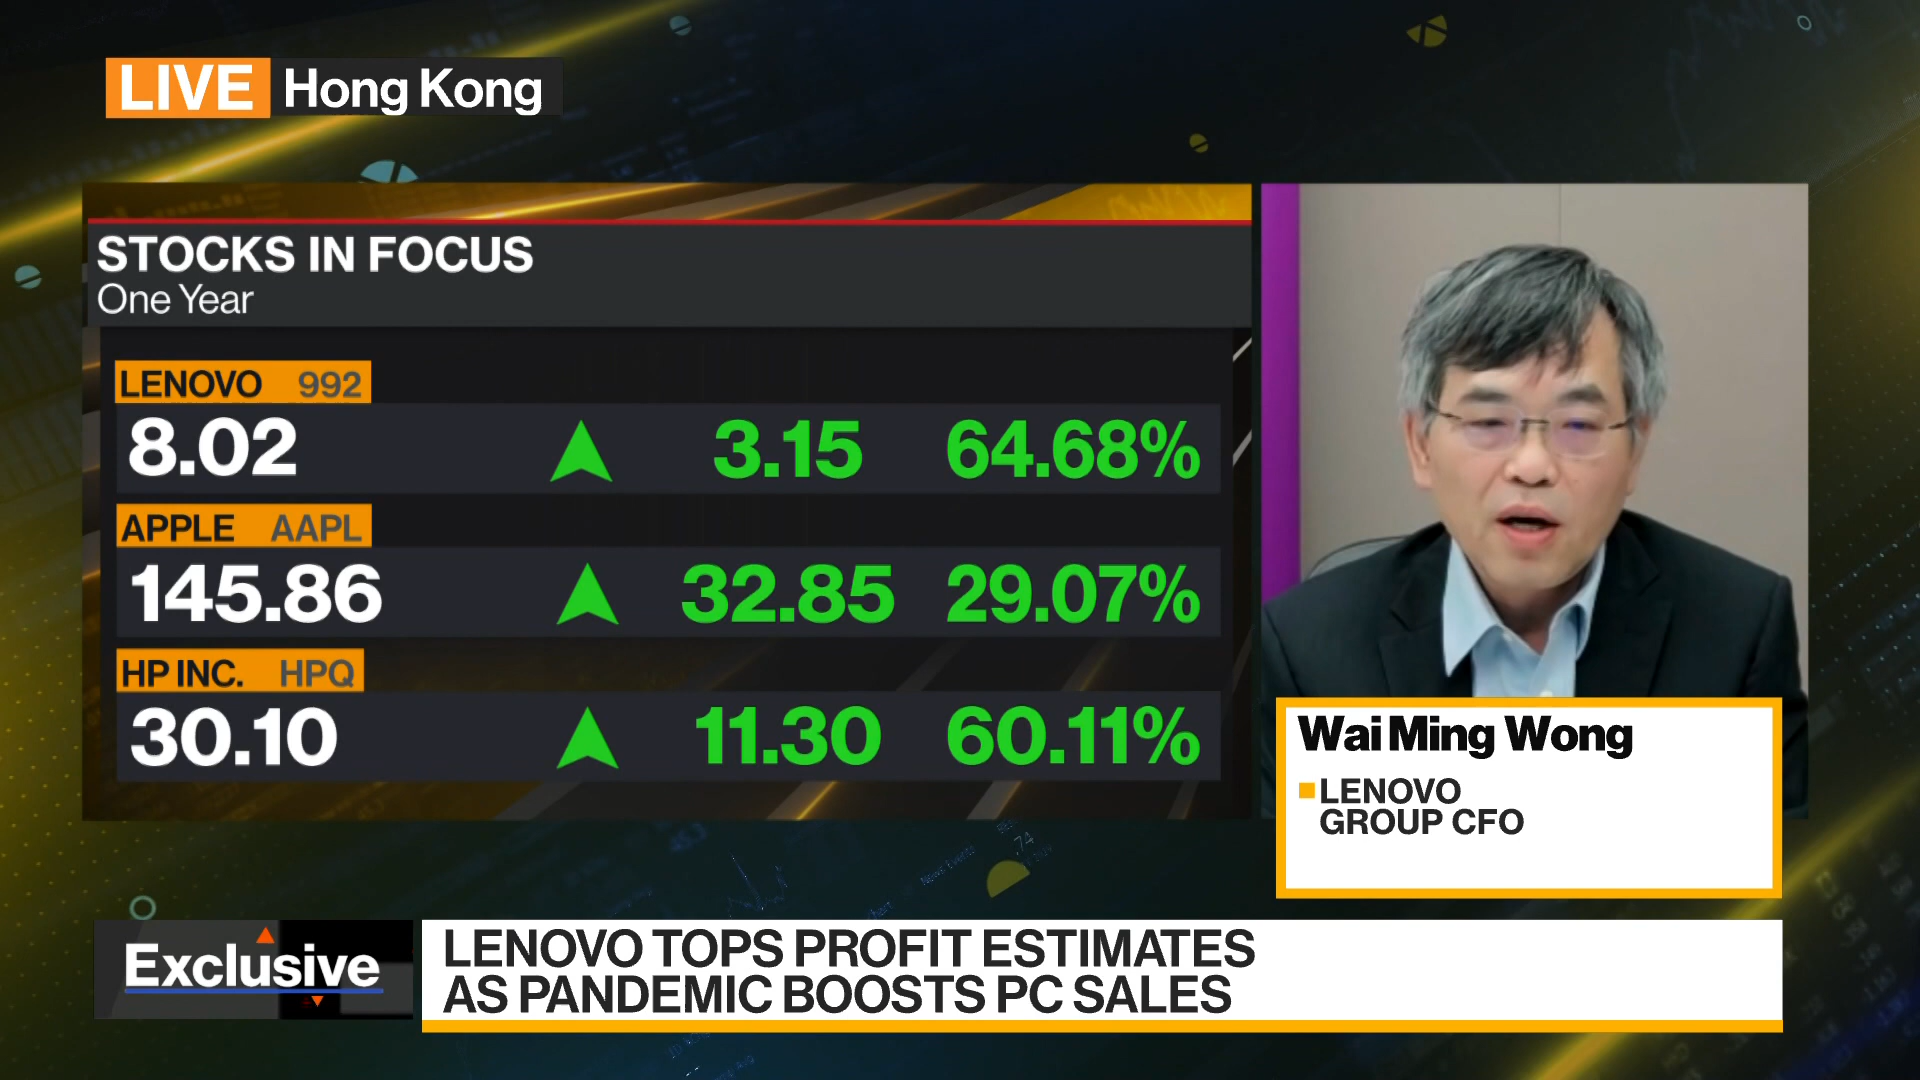 LIVE Hong Kong
STOCKS IN FOCUS
One Year
LENOVO 992
8.02 3.15 64.68%
APPLE AAPL
145.86 32.85 29.07%
HP INC. HPQ
30.10 11.30 60.11%
Wai Ming Wong
LENOVO
GROUP CFO
Exclusive
LENOVO TOPS PROFIT ESTIMATES
AS PANDEMIC BOOSTS PC SALES